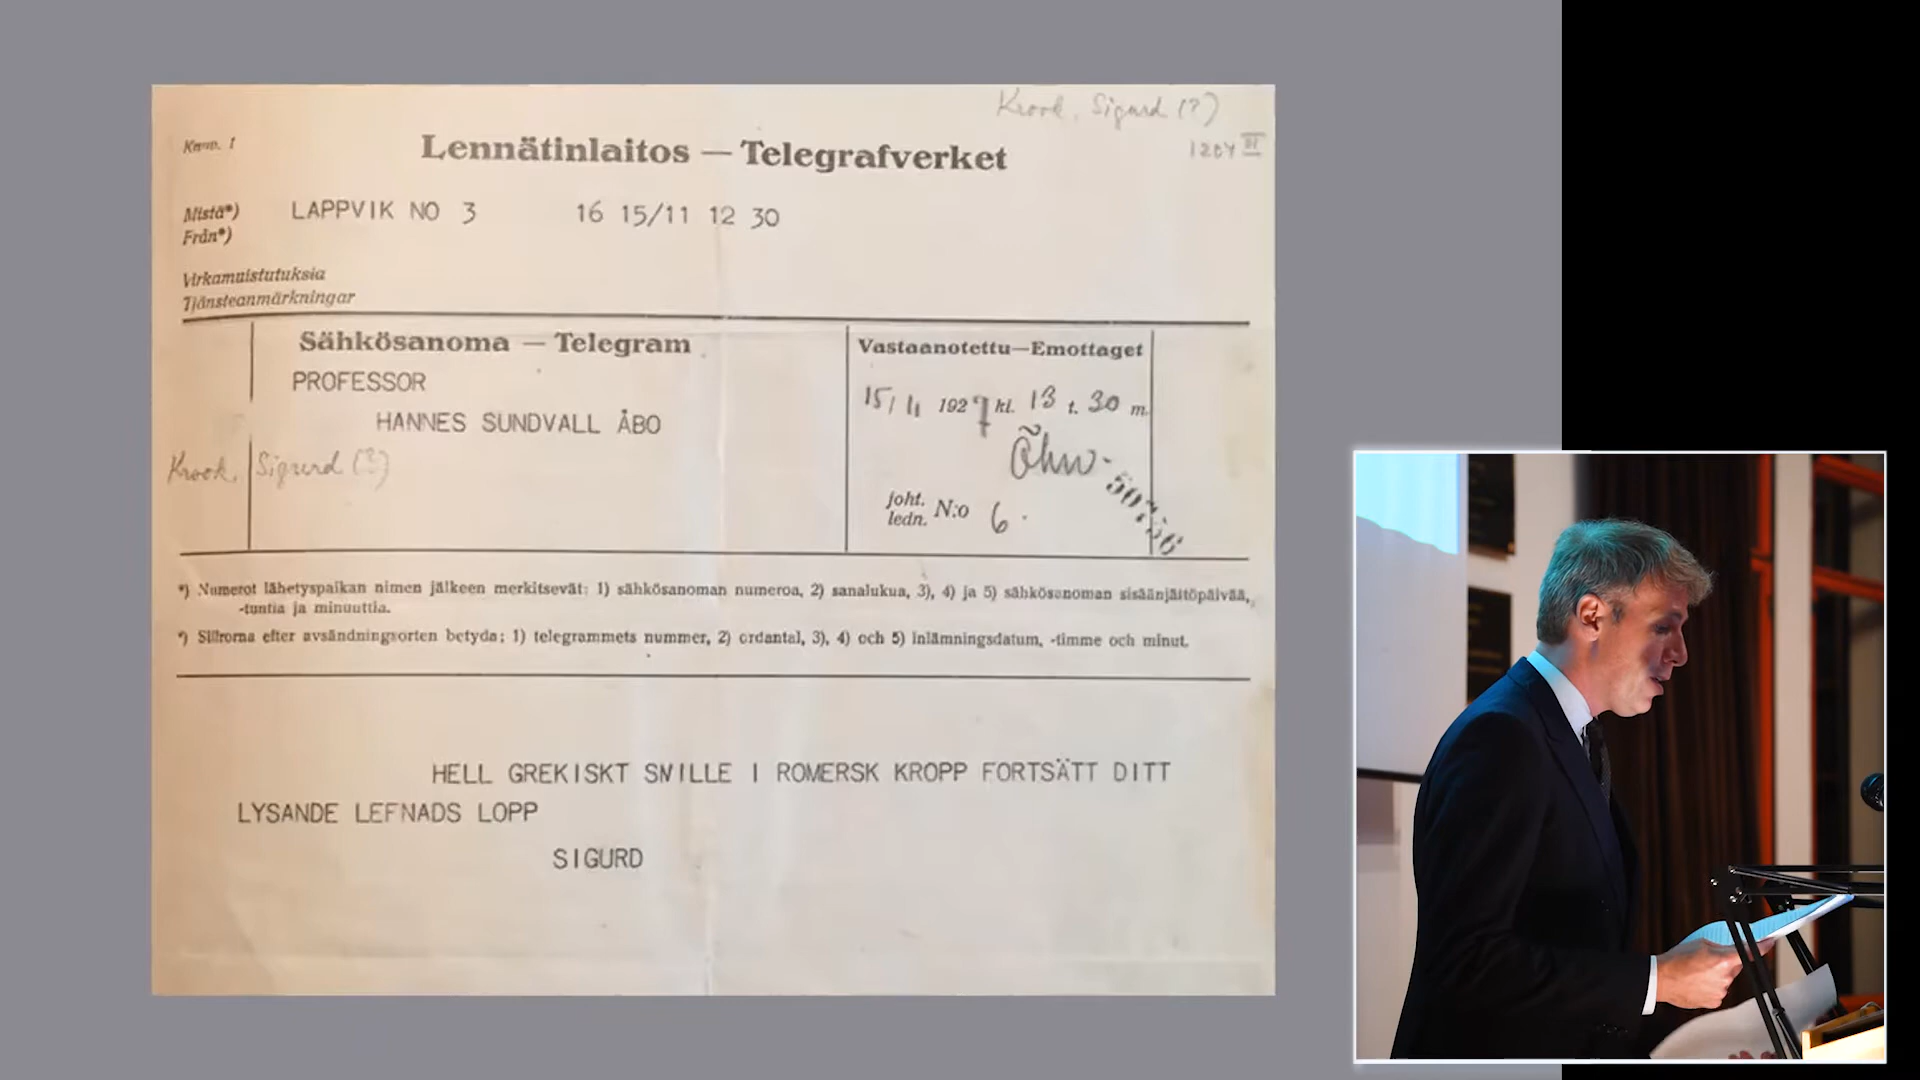 Krook, Sigurd (?)
1204 III
Kaav. 1
Lennätinlaitos — Telegrafverket
Mistä*) LAPPVIK NO 3 16 15/11 12 30
Från*)
Virkamuistutuksia
Tjänsteanmärkningar
Sähkösanoma — Telegram
Vastaanotettu—Emottaget
PROFESSOR
15/11 1927 kl. 13 t. 30 m.
HANNES SUNDVALL ÅBO
Krook, Sigurd (?)
50756
joht. ledn. N:o 6
*) Numerot lähetyspaikan nimen jälkeen merkitsevät: 1) sähkösanoman numeroa, 2) sanalukua, 3), 4) ja 5) sähkösanoman sisäänjättöpäivää,
-tuntia ja minuuttia.
*) Siffrorna efter avsändningsorten betyda: 1) telegrammets nummer, 2) ordantal, 3), 4) och 5) inlämningsdatum, -timme och minut.
HELL GREKISKT SNILLE I ROMERSK KROPP FORTSÄTT DITT
LYSANDE LEFNADS LOPP
SIGURD